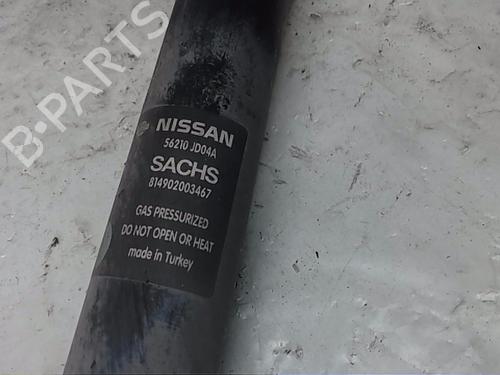 B-PARTS
NISSAN
56210 JD04A
SACHS
814902003467
GAS PRESSURIZED
DO NOT OPEN OR HEAT
made in Turkey